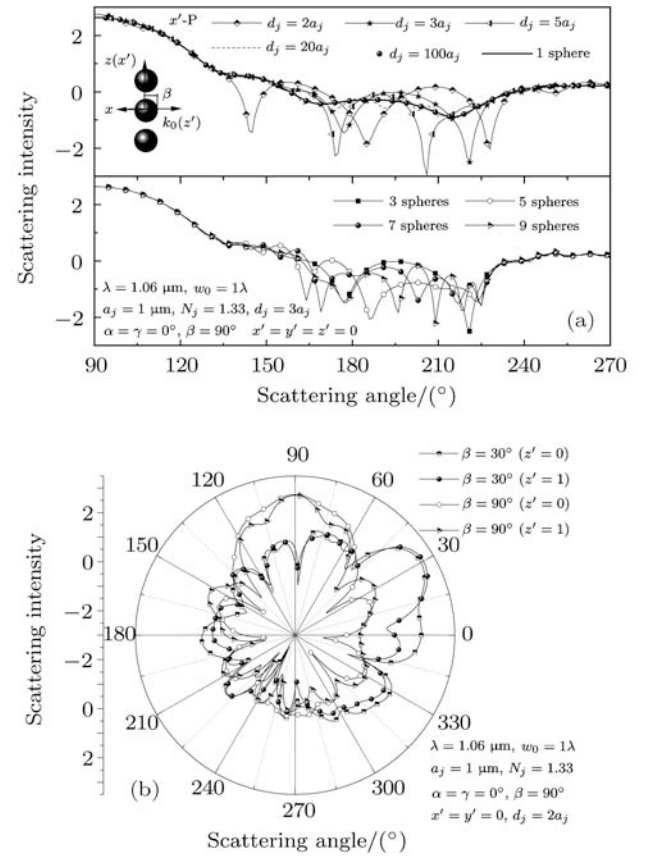 x′-P
d_j = 2a_j
d_j = 3a_j
d_j = 5a_j
d_j = 20a_j
d_j = 100a_j
1 sphere
z(x′)
β
x
k_0(z′)
2
0
−2
3 spheres
5 spheres
7 spheres
9 spheres
2
0
−2
λ = 1.06 μm, w_0 = 1λ
a_j = 1 μm, N_j = 1.33, d_j = 3a_j
α = γ = 0°, β = 90° x′ = y′ = z′ = 0
(a)
Scattering intensity
90 120 150 180 210 240 270
Scattering angle/(°)
β = 30° (z′ = 0)
β = 30° (z′ = 1)
β = 90° (z′ = 0)
β = 90° (z′ = 1)
90
120
60
150
30
180
0
210
330
240
300
270
2
0
−2
−2
0
2
Scattering intensity
(b)
λ = 1.06 μm, w_0 = 1λ
a_j = 1 μm, N_j = 1.33
α = γ = 0°, β = 90°
x′ = y′ = 0, d_j = 2a_j
Scattering angle/(°)